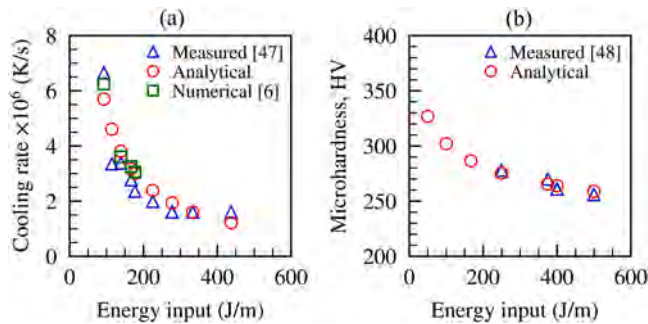 (a)
8
6
4
2
0
0 200 400 600
Cooling rate ×10⁶ (K/s)
Energy input (J/m)
Measured [47]
Analytical
Numerical [6]
(b)
400
350
300
250
200
0 200 400 600
Microhardness, HV
Energy input (J/m)
Measured [48]
Analytical